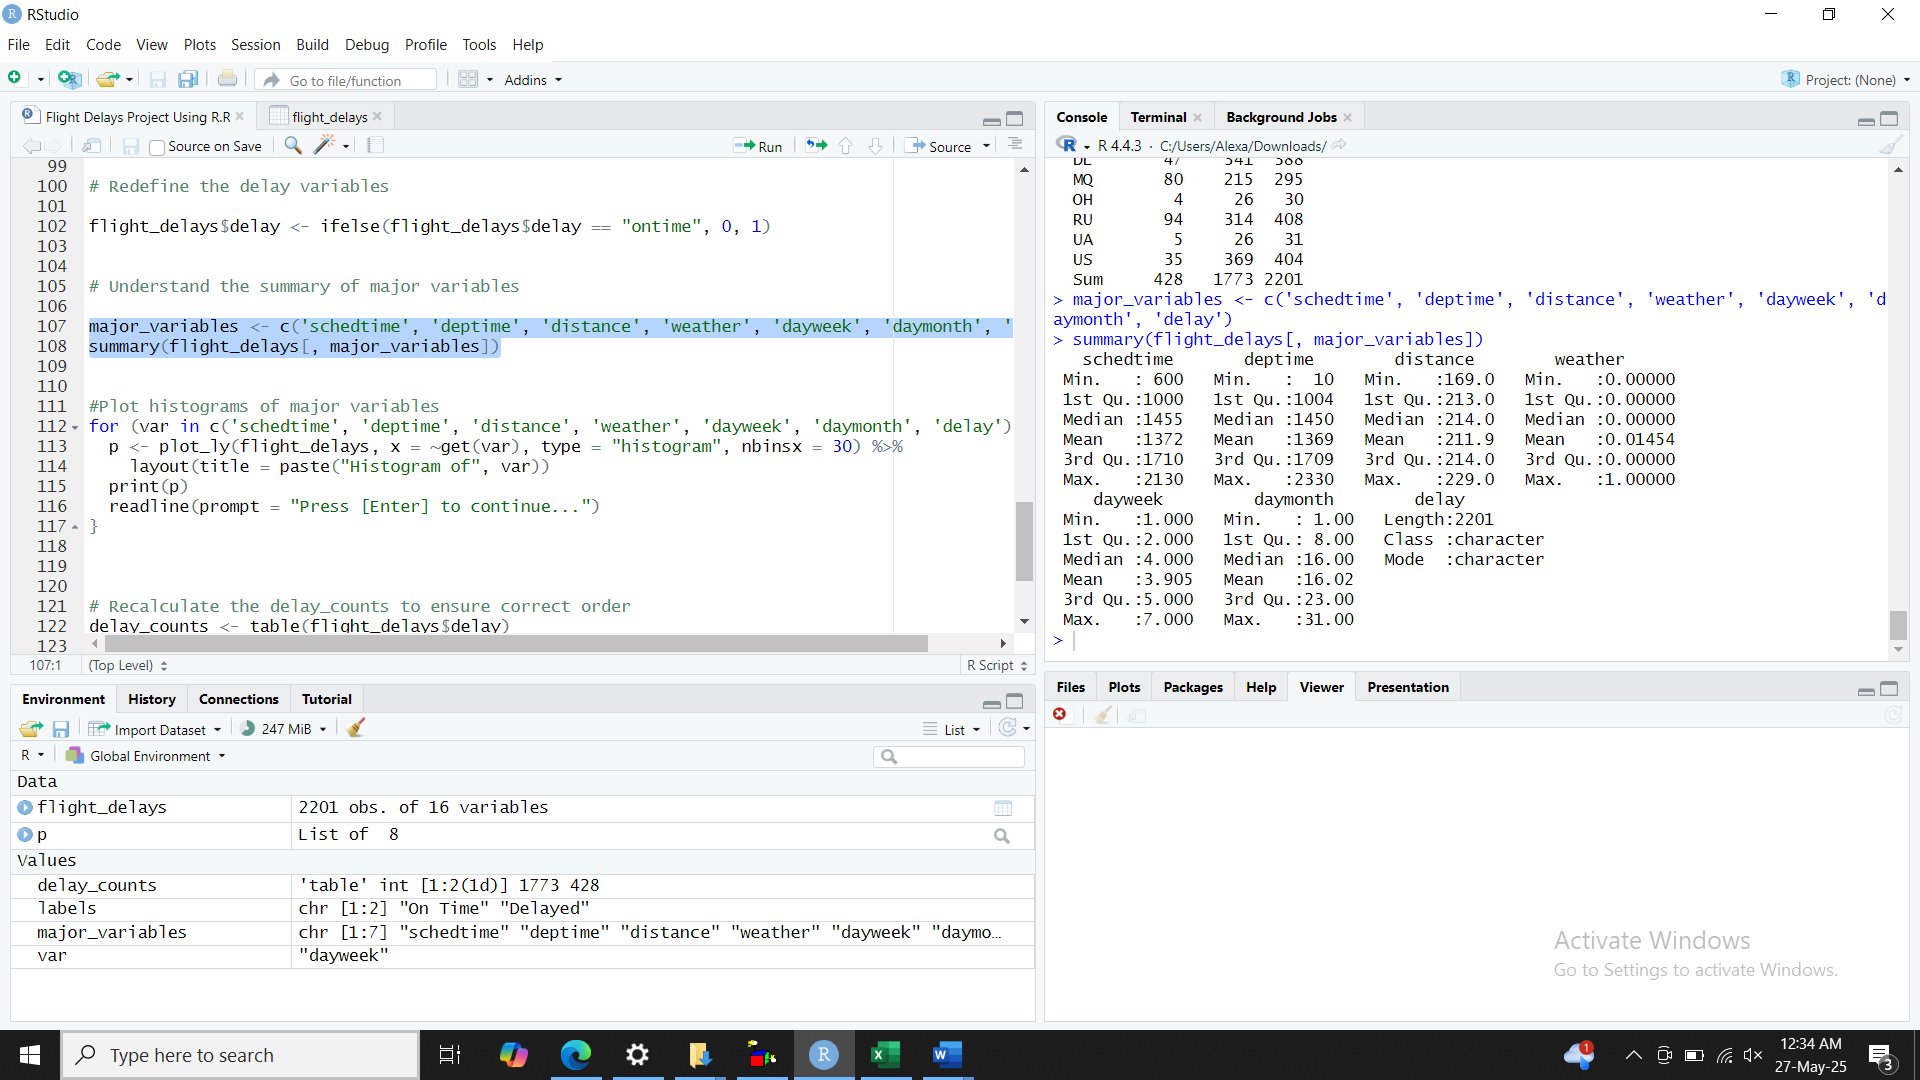 RStudio
File Edit Code View Plots Session Build Debug Profile Tools Help
Go to file/function Addins Project: (None)
Flight Delays Project Using R.R flight_delays
Source on Save Run Source
99
100 # Redefine the delay variables
101
102 flight_delays$delay <- ifelse(flight_delays$delay == "ontime", 0, 1)
103
104
105 # Understand the summary of major variables
106
107 major_variables <- c('schedtime', 'deptime', 'distance', 'weather', 'dayweek', 'daymonth', '
108 summary(flight_delays[, major_variables])
109
110
111 #Plot histograms of major variables
112 for (var in c('schedtime', 'deptime', 'distance', 'weather', 'dayweek', 'daymonth', 'delay')
113 p <- plot_ly(flight_delays, x = ~get(var), type = "histogram", nbinsx = 30) %>%
114 layout(title = paste("Histogram of", var))
115 print(p)
116 readline(prompt = "Press [Enter] to continue...")
117 }
118
119
120
121 # Recalculate the delay_counts to ensure correct order
122 delay_counts <- table(flight_delays$delay)
123
107:1 (Top Level) R Script
Console Terminal Background Jobs
R 4.4.3 · C:/Users/Alexa/Downloads/
DL 47 341 388
MQ 80 215 295
OH 4 26 30
RU 94 314 408
UA 5 26 31
US 35 369 404
Sum 428 1773 2201
> major_variables <- c('schedtime', 'deptime', 'distance', 'weather', 'dayweek', 'd
aymonth', 'delay')
> summary(flight_delays[, major_variables])
schedtime deptime distance weather
Min. : 600 Min. : 10 Min. :169.0 Min. :0.00000
1st Qu.:1000 1st Qu.:1004 1st Qu.:213.0 1st Qu.:0.00000
Median :1455 Median :1450 Median :214.0 Median :0.00000
Mean :1372 Mean :1369 Mean :211.9 Mean :0.01454
3rd Qu.:1710 3rd Qu.:1709 3rd Qu.:214.0 3rd Qu.:0.00000
Max. :2130 Max. :2330 Max. :229.0 Max. :1.00000
dayweek daymonth delay
Min. :1.000 Min. : 1.00 Length:2201
1st Qu.:2.000 1st Qu.: 8.00 Class :character
Median :4.000 Median :16.00 Mode :character
Mean :3.905 Mean :16.02
3rd Qu.:5.000 3rd Qu.:23.00
Max. :7.000 Max. :31.00
>
Environment History Connections Tutorial
Import Dataset 247 MiB List
R Global Environment
Data
flight_delays 2201 obs. of 16 variables
p List of 8
Values
delay_counts 'table' int [1:2(1d)] 1773 428
labels chr [1:2] "On Time" "Delayed"
major_variables chr [1:7] "schedtime" "deptime" "distance" "weather" "dayweek" "daymo...
var "dayweek"
Files Plots Packages Help Viewer Presentation
Activate Windows
Go to Settings to activate Windows.
Type here to search
1
12:34 AM
27-May-25
3